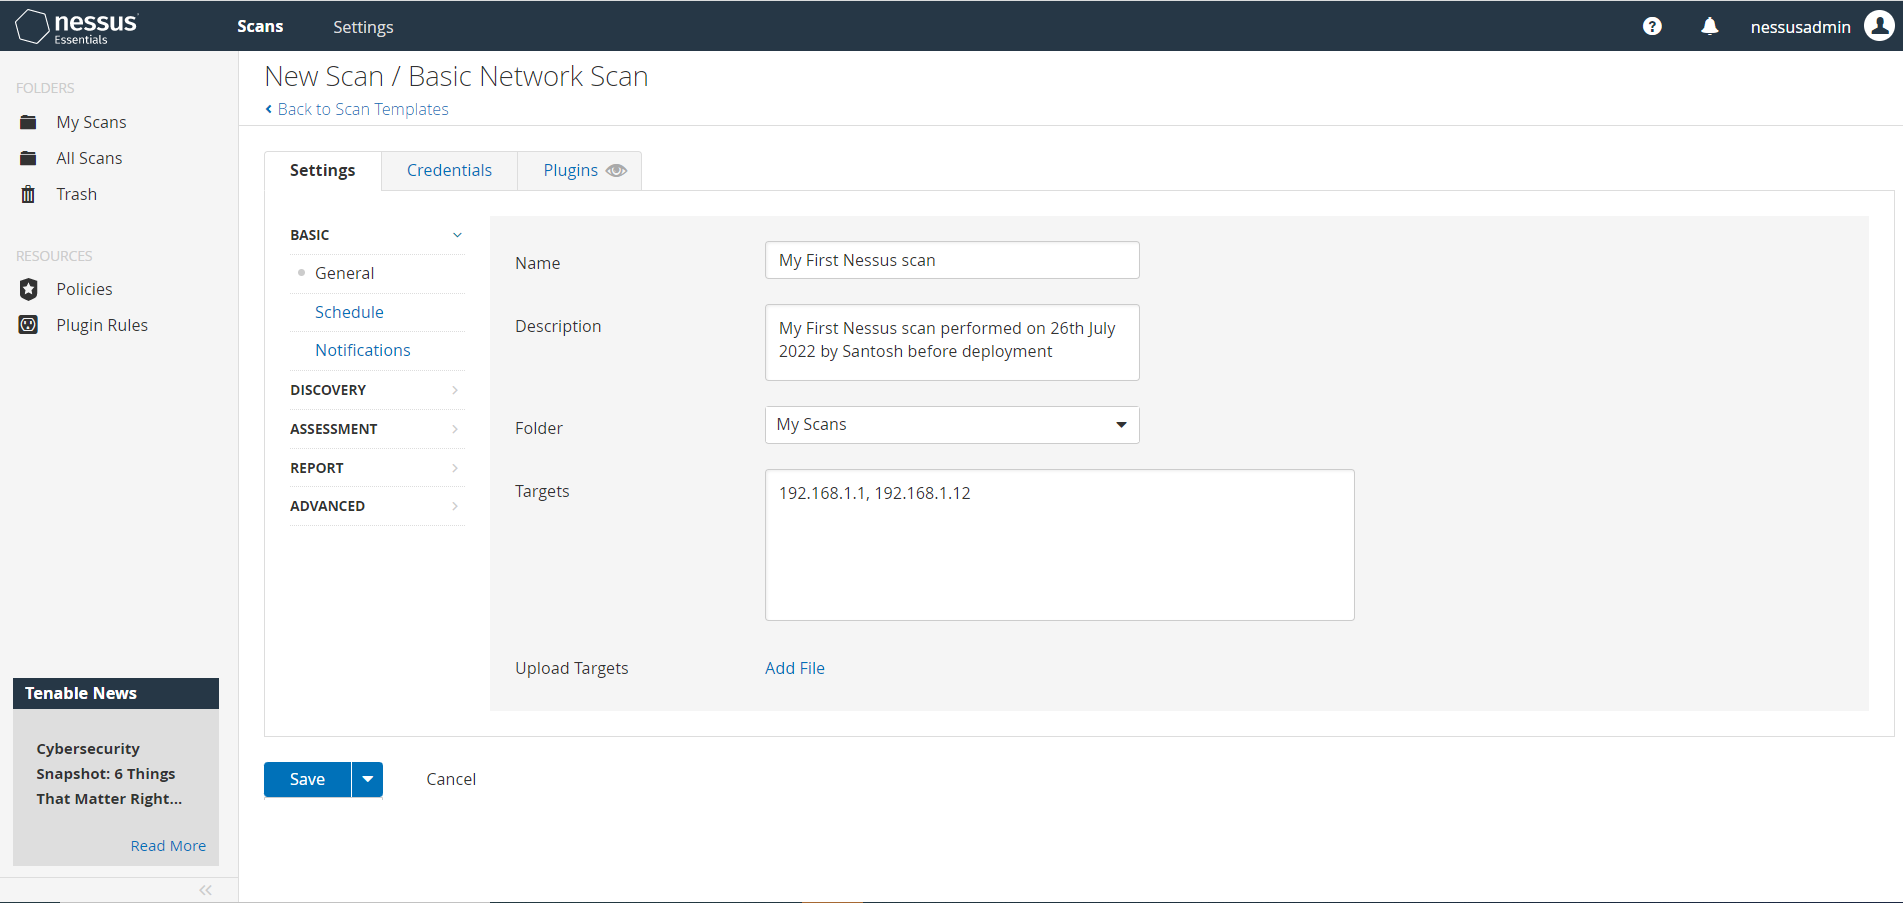 nessus
Essentials
Scans
Settings
nessusadmin
FOLDERS
My Scans
All Scans
Trash
RESOURCES
Policies
Plugin Rules
Tenable News
Cybersecurity
Snapshot: 6 Things
That Matter Right...
Read More
New Scan / Basic Network Scan
Back to Scan Templates
Settings
Credentials
Plugins
BASIC
General
Schedule
Notifications
DISCOVERY
ASSESSMENT
REPORT
ADVANCED
Name
My First Nessus scan
Description
My First Nessus scan performed on 26th July
2022 by Santosh before deployment
Folder
My Scans
Targets
192.168.1.1, 192.168.1.12
Upload Targets
Add File
Save
Cancel